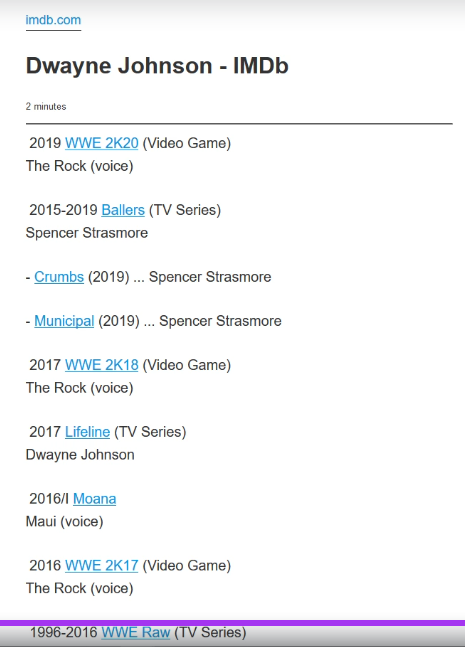 imdb.com
Dwayne Johnson - IMDb
2 minutes
2019 WWE 2K20 (Video Game)
The Rock (voice)
2015-2019 Ballers (TV Series)
Spencer Strasmore
- Crumbs (2019) ... Spencer Strasmore
- Municipal (2019) ... Spencer Strasmore
2017 WWE 2K18 (Video Game)
The Rock (voice)
2017 Lifeline (TV Series)
Dwayne Johnson
2016/I Moana
Maui (voice)
2016 WWE 2K17 (Video Game)
The Rock (voice)
1996-2016 WWE Raw (TV Series)